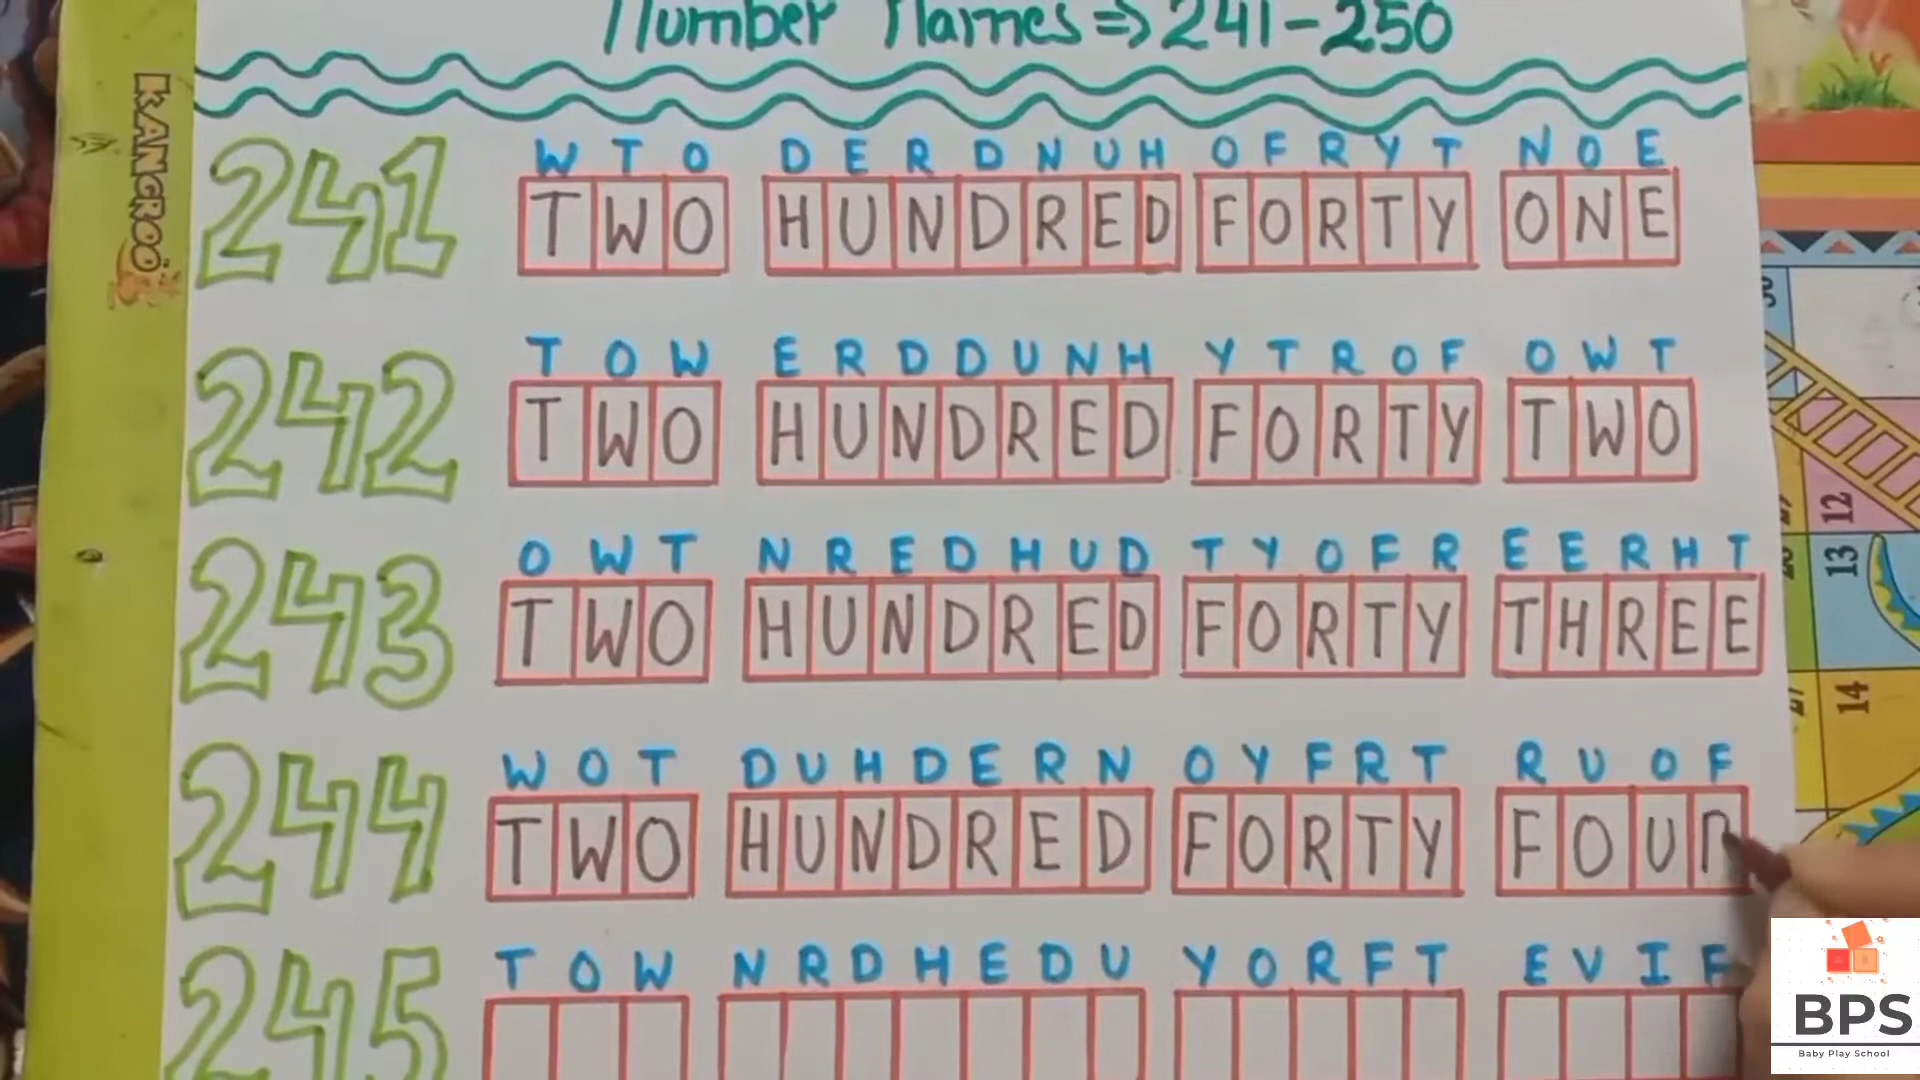 Number Names => 241-250
KANGROO
241 WTO DERDNUH OFRYT NOE
TWO HUNDRED FORTY ONE
242 TOW ERDDUNH YTROF OWT
TWO HUNDRED FORTY TWO
243 OWT NREDHUD TYOFR EERHT
TWO HUNDRED FORTY THREE
244 WOT DUHDERN OYFRT RUOF
TWO HUNDRED FORTY FOUR
245 TOW NRDHEDU YORFT EVIF
12
13
14
BPS
Baby Play School